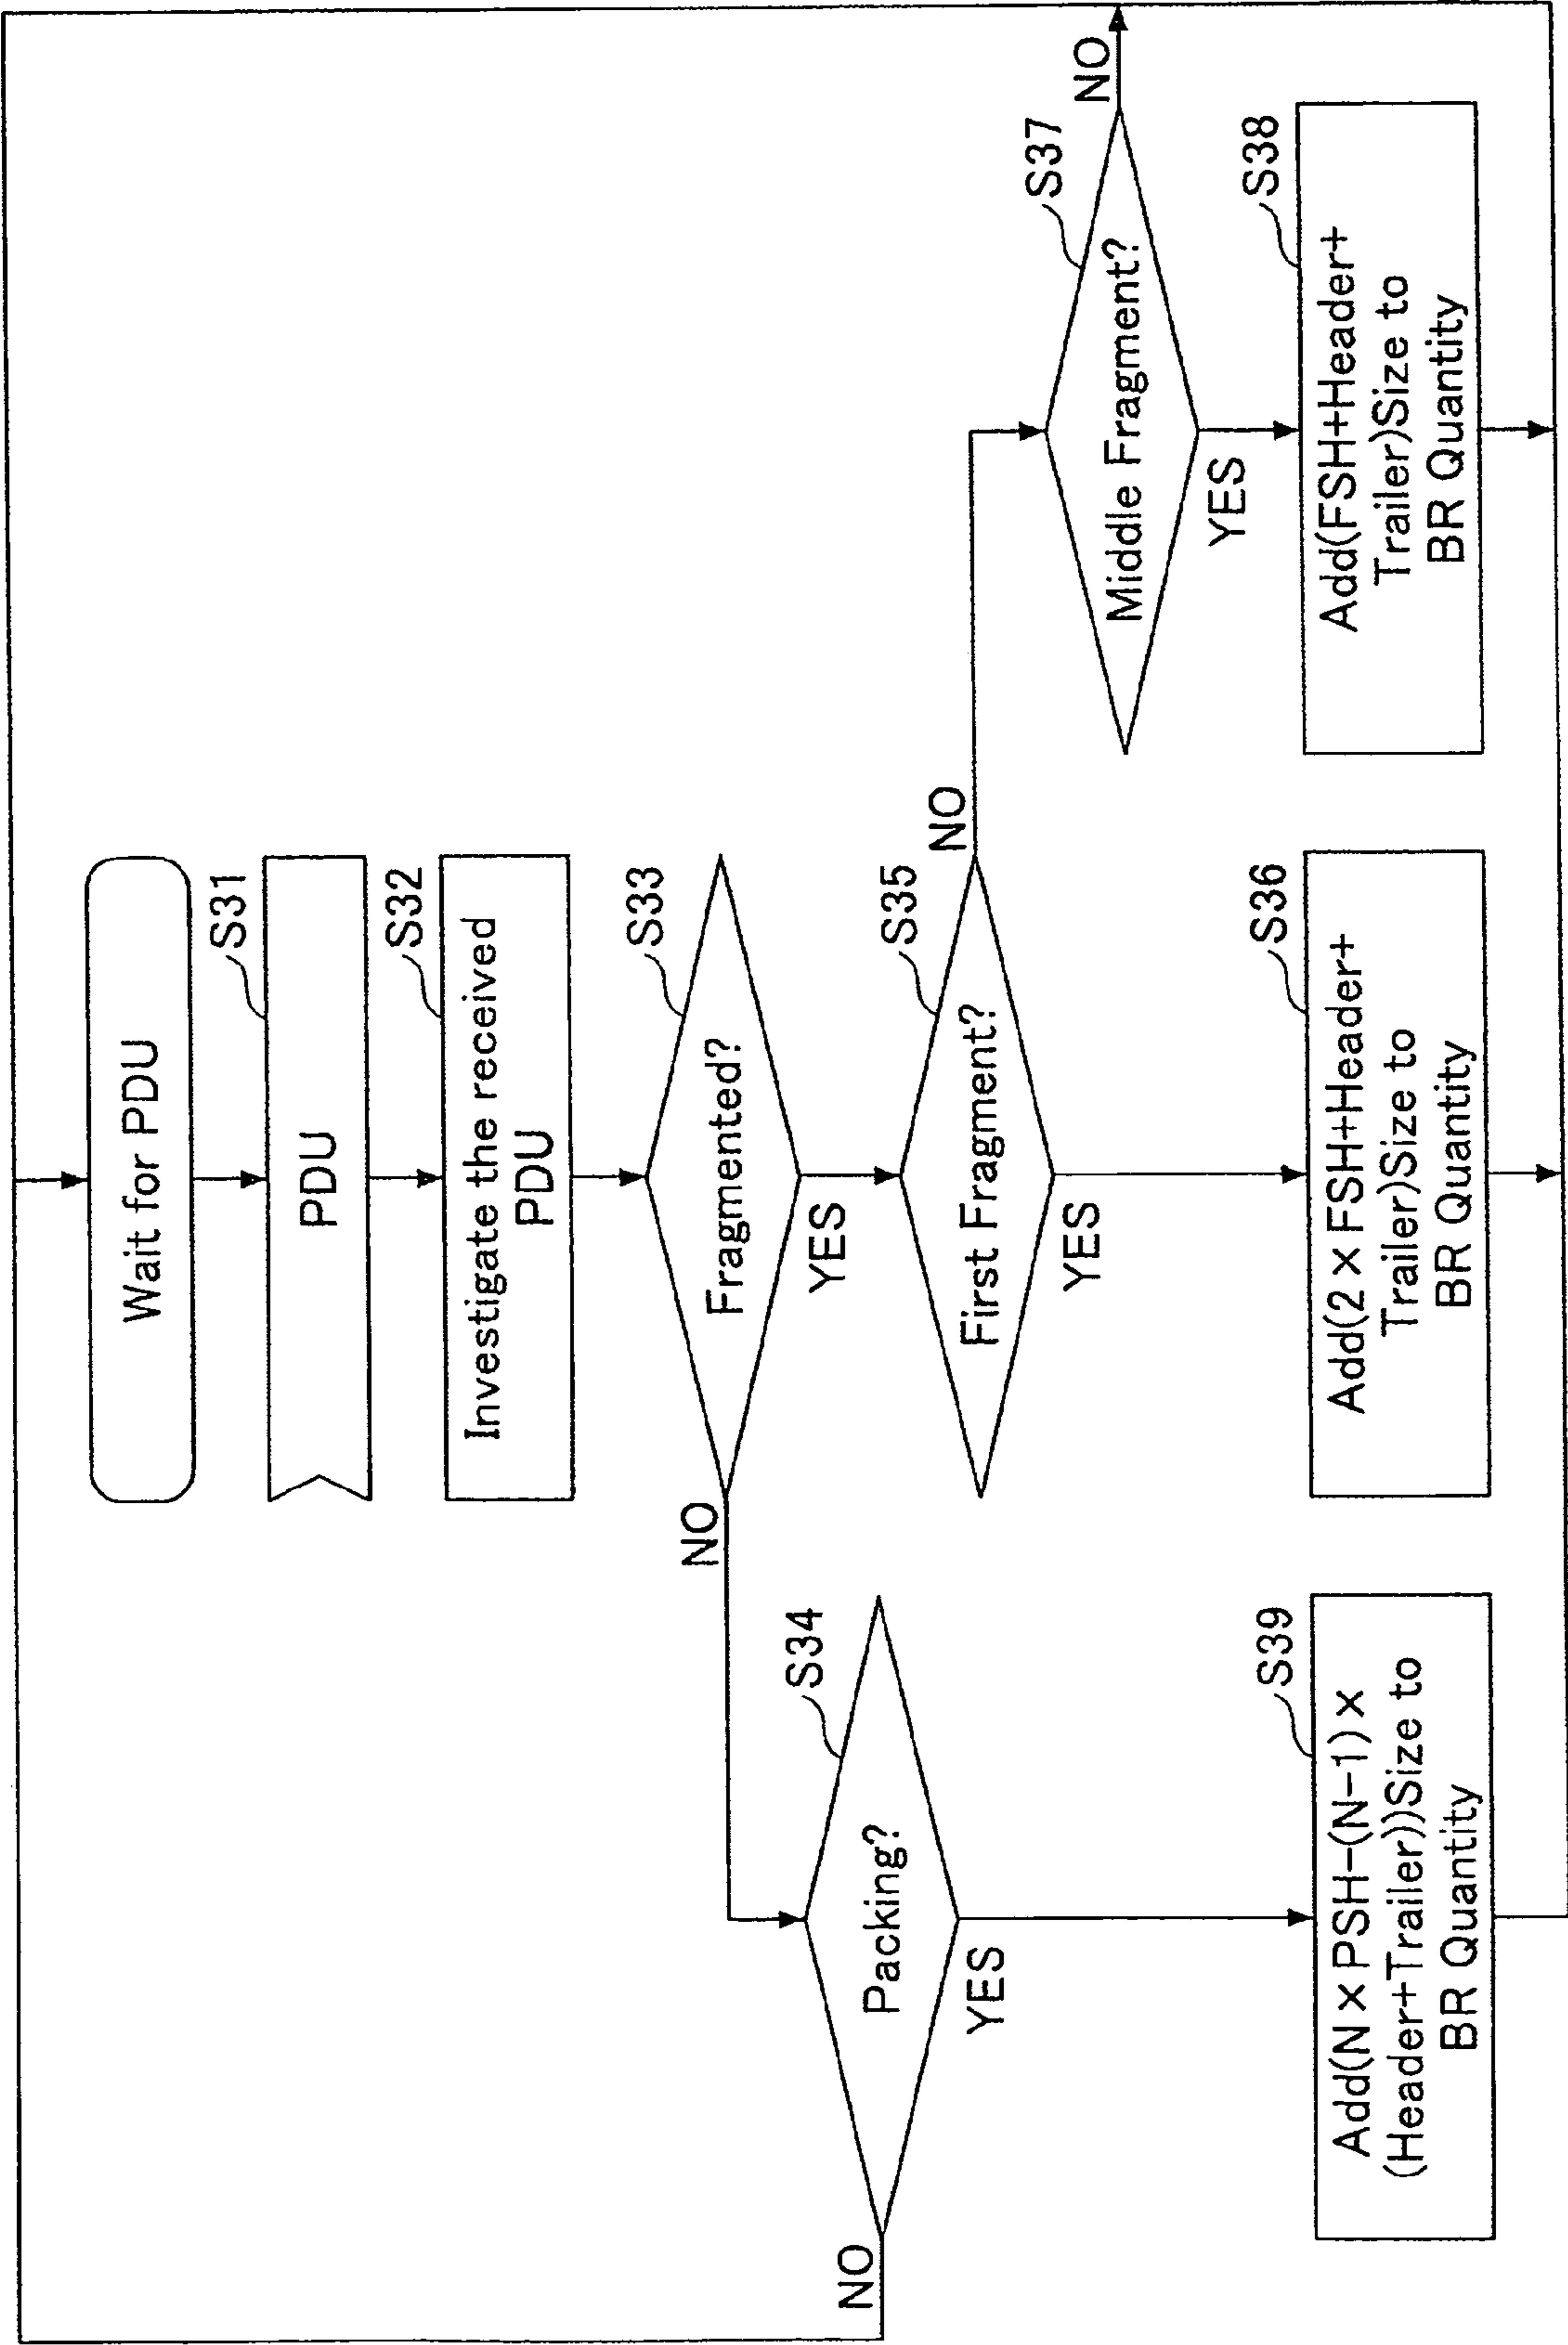 Wait for PDU
S31
PDU
S32
Investigate the received
PDU
S33
Fragmented?
NO
YES
S34
Packing?
NO
YES
S35
First Fragment?
NO
YES
S37
Middle Fragment?
NO
YES
S39
Add(N×PSH-(N-1)×
(Header+Trailer))Size to
BR Quantity
S36
Add(2×FSH+Header+
Trailer)Size to
BR Quantity
S38
Add(FSH+Header+
Trailer)Size to
BR Quantity